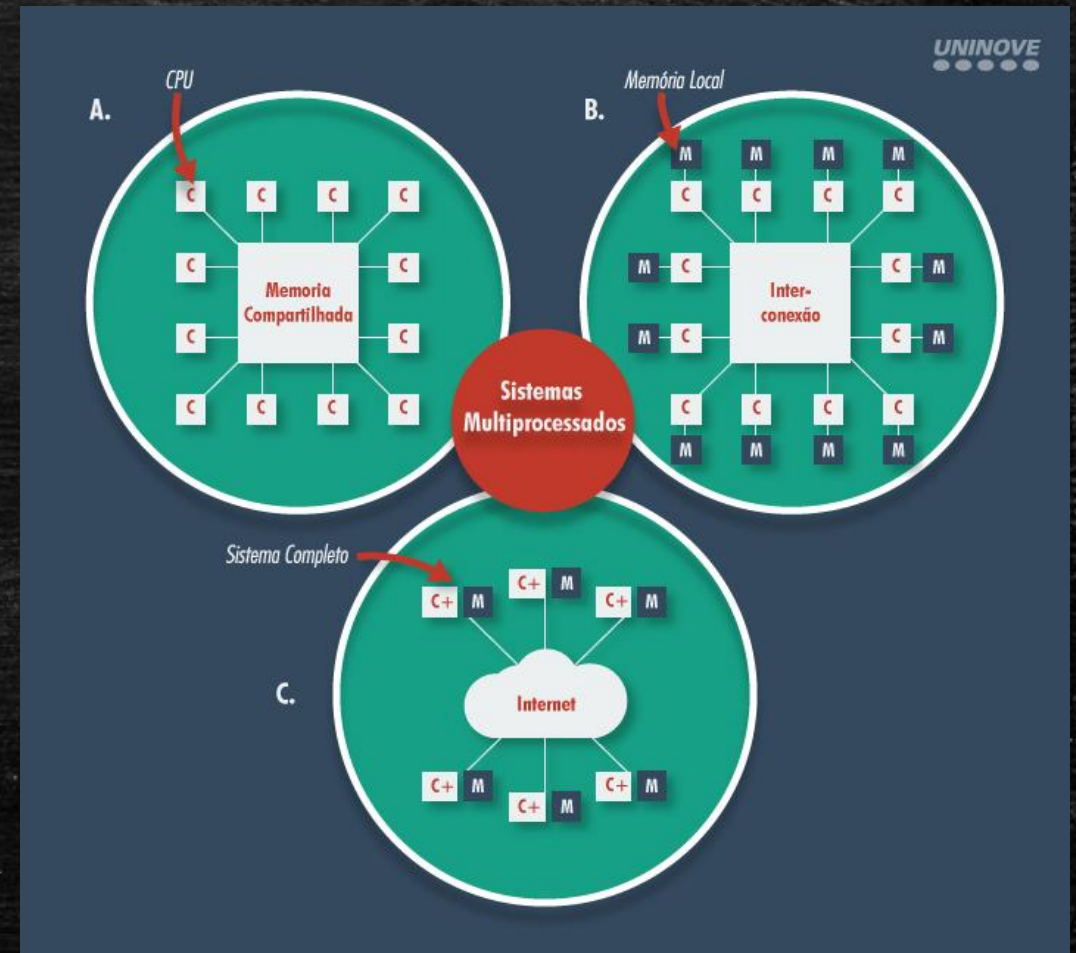 UNINOVE
CPU
A.
C C C C
C C
Memoria
Compartilhada
C C
C C C C
Memória Local
B.
M M M M
C C C C
M C C M
Inter-
conexão
M C C M
C C C C
M M M M
Sistemas
Multiprocessados
Sistema Completo
C+ M C+ M C+ M
C.
Internet
C+ M C+ M C+ M